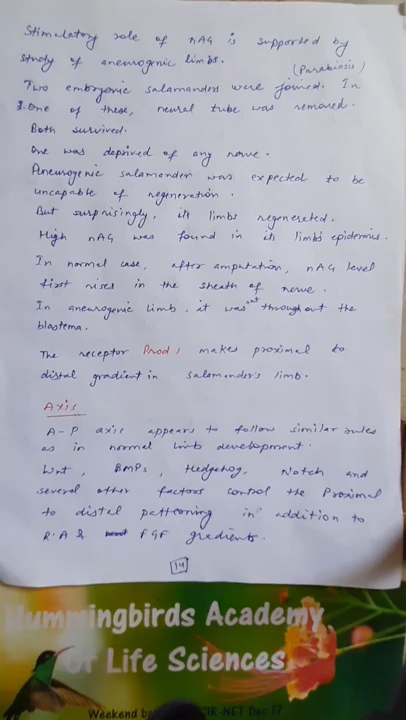 Stimulatory role of nAG is supported by
study of aneurogenic limbs.
(Parabiosis)
Two embryonic salamanders were joined. In
One of these, neural tube was removed.
Both survived.
One was deprived of any nerve.
Aneurogenic salamander was expected to be
uncapable of regeneration.
But surprisingly, its limbs regenerated.
High nAG was found in its limb's epidermis.
In normal case, after amputation, nAG level
first rises in the sheath of nerve.
In aneurogenic limb, it was not throughout the
blastema.
The receptor Prod 1 makes proximal to
distal gradient in salamander's limb.
Axis
A-P axis appears to follow similar rules
as in normal limb development.
Wnt, BMPs, Hedgehog, Notch and
several other factors control the Proximal
to distal patterning in addition to
R.A & FGF gradients.
14
Hummingbirds Academy
Of Life Sciences
Weekend CSIR-NET Dec 17